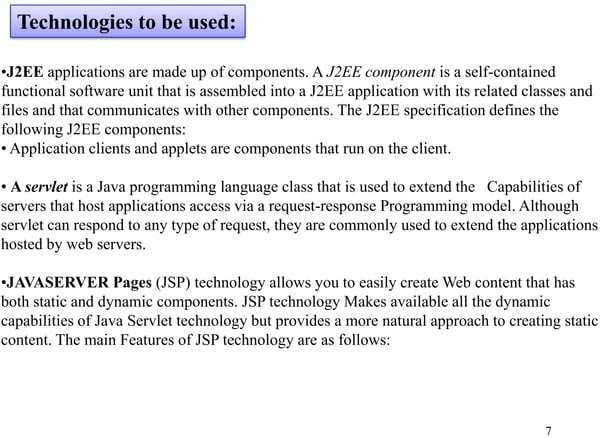 Technologies to be used:
•J2EE applications are made up of components. A J2EE component is a self-contained
functional software unit that is assembled into a J2EE application with its related classes and
files and that communicates with other components. The J2EE specification defines the
following J2EE components:
• Application clients and applets are components that run on the client.
• A servlet is a Java programming language class that is used to extend the Capabilities of
servers that host applications access via a request-response Programming model. Although
servlet can respond to any type of request, they are commonly used to extend the applications
hosted by web servers.
•JAVASERVER Pages (JSP) technology allows you to easily create Web content that has
both static and dynamic components. JSP technology Makes available all the dynamic
capabilities of Java Servlet technology but provides a more natural approach to creating static
content. The main Features of JSP technology are as follows:
7